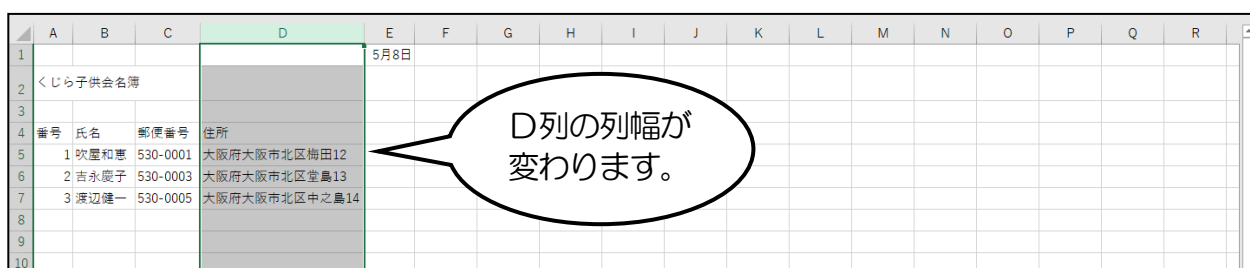 A B C D E F G H I J K L M N O P Q R
1 5月8日
2 くじら子供会名簿
3
4 番号 氏名 郵便番号 住所
5 1 吹屋和恵 530-0001 大阪府大阪市北区梅田12
6 2 吉永慶子 530-0003 大阪府大阪市北区堂島13
7 3 渡辺健一 530-0005 大阪府大阪市北区中之島14
8
9
10
D列の列幅が
変わります。